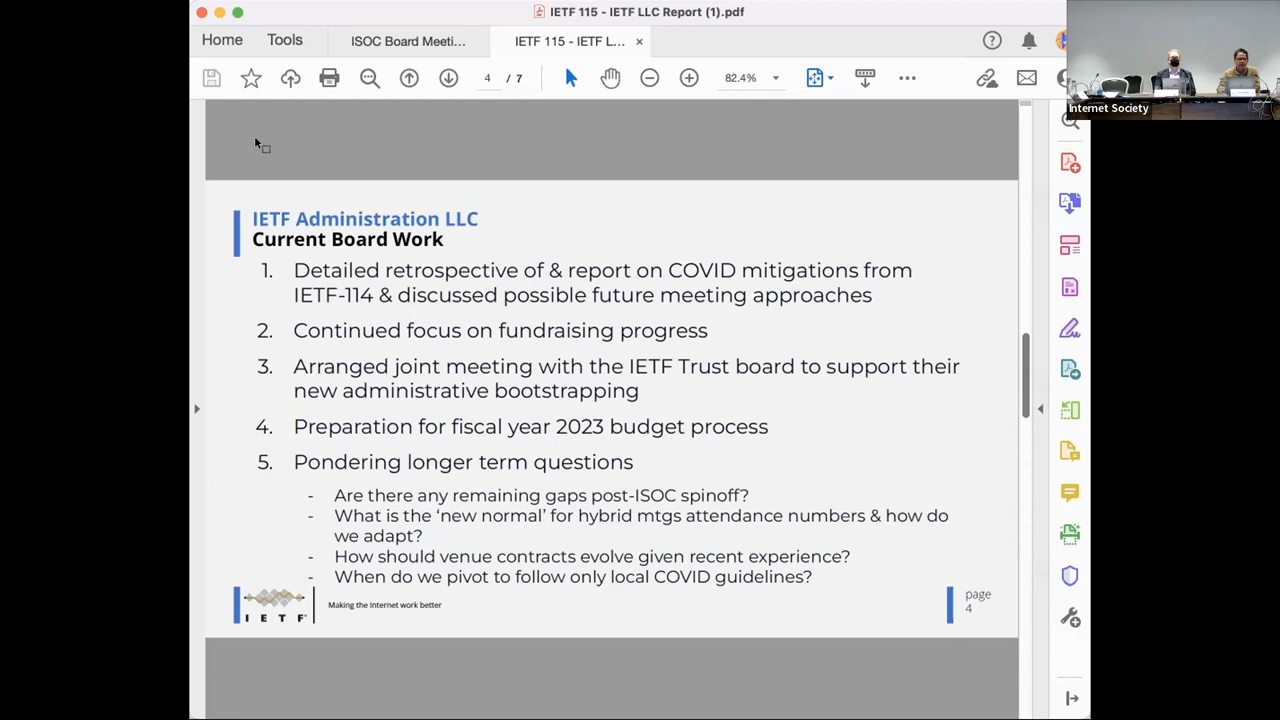 IETF 115 - IETF LLC Report (1).pdf
Home
Tools
ISOC Board Meeti...
IETF 115 - IETF L...
4 / 7
82.4%
Internet Society
IETF Administration LLC
Current Board Work
1. Detailed retrospective of & report on COVID mitigations from
IETF-114 & discussed possible future meeting approaches
2. Continued focus on fundraising progress
3. Arranged joint meeting with the IETF Trust board to support their
new administrative bootstrapping
4. Preparation for fiscal year 2023 budget process
5. Pondering longer term questions
- Are there any remaining gaps post-ISOC spinoff?
- What is the ‘new normal’ for hybrid mtgs attendance numbers & how do
we adapt?
- How should venue contracts evolve given recent experience?
- When do we pivot to follow only local COVID guidelines?
I E T F
Making the Internet work better
page
4